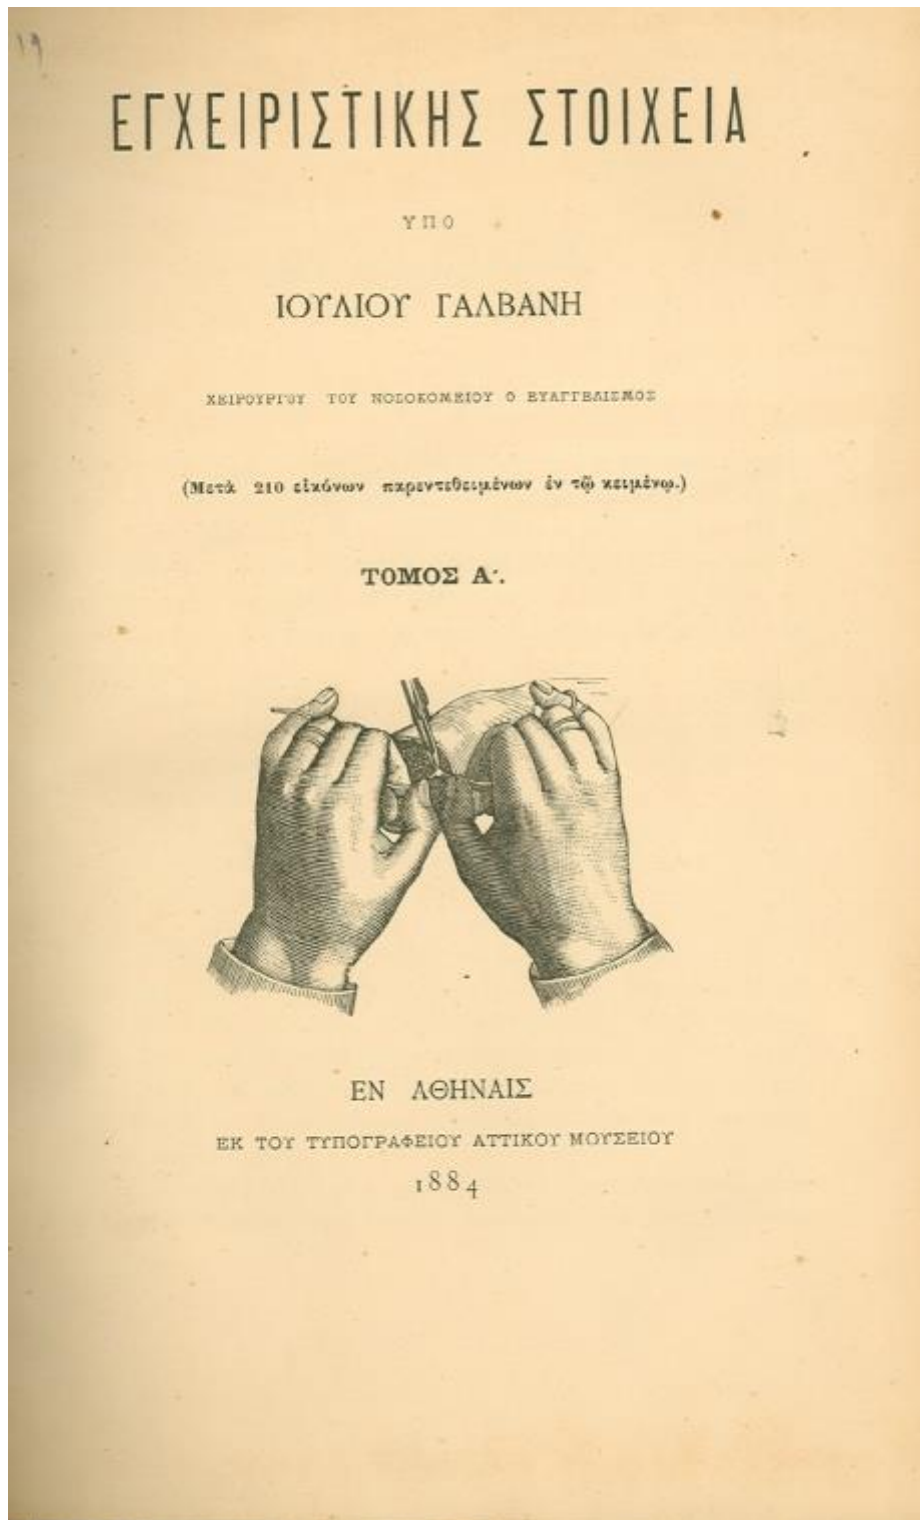 19
ΕΓΧΕΙΡΙΣΤΙΚΗΣ ΣΤΟΙΧΕΙΑ
ΥΠΟ
ΙΟΥΛΙΟΥ ΓΑΛΒΑΝΗ
ΧΕΙΡΟΥΡΓΟΥ ΤΟΥ ΝΟΣΟΚΟΜΕΙΟΥ Ο ΕΥΑΓΓΕΛΙΣΜΟΣ
(Μετὰ 210 εἰκόνων παρεντεθειμένων ἐν τῷ κειμένῳ.)
ΤΟΜΟΣ Α΄.
ΕΝ ΑΘΗΝΑΙΣ
ΕΚ ΤΟΥ ΤΥΠΟΓΡΑΦΕΙΟΥ ΑΤΤΙΚΟΥ ΜΟΥΣΕΙΟΥ
1884